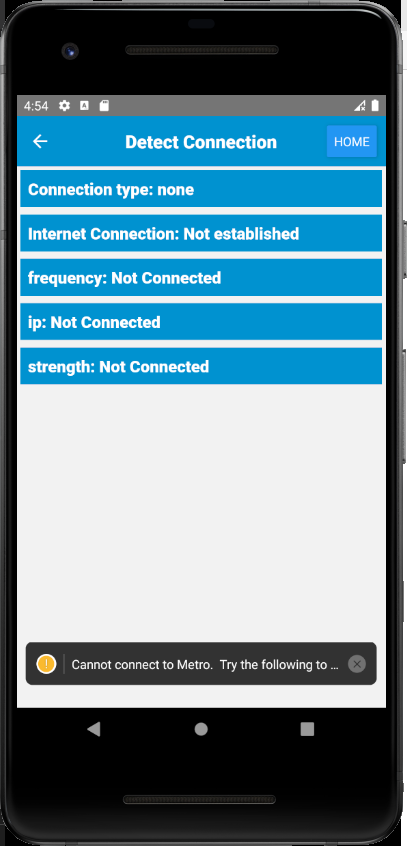 4:54
Detect Connection
HOME
Connection type: none
Internet Connection: Not established
frequency: Not Connected
ip: Not Connected
strength: Not Connected
Cannot connect to Metro. Try the following to ...